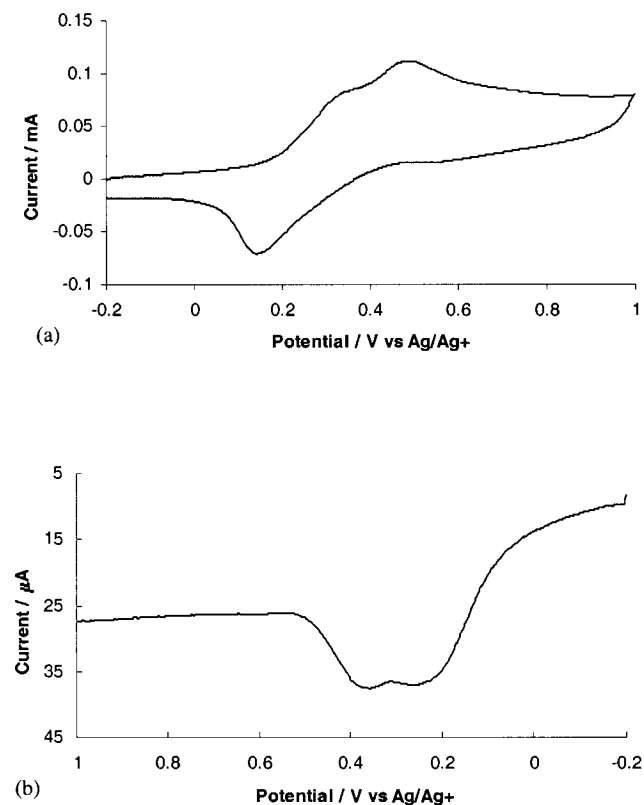 0.15
0.1
0.05
0
-0.05
-0.1
Current / mA
-0.2 0 0.2 0.4 0.6 0.8 1
(a)
Potential / V vs Ag/Ag+
5
15
25
35
45
Current / μA
1 0.8 0.6 0.4 0.2 0 -0.2
(b)
Potential / V vs Ag/Ag+